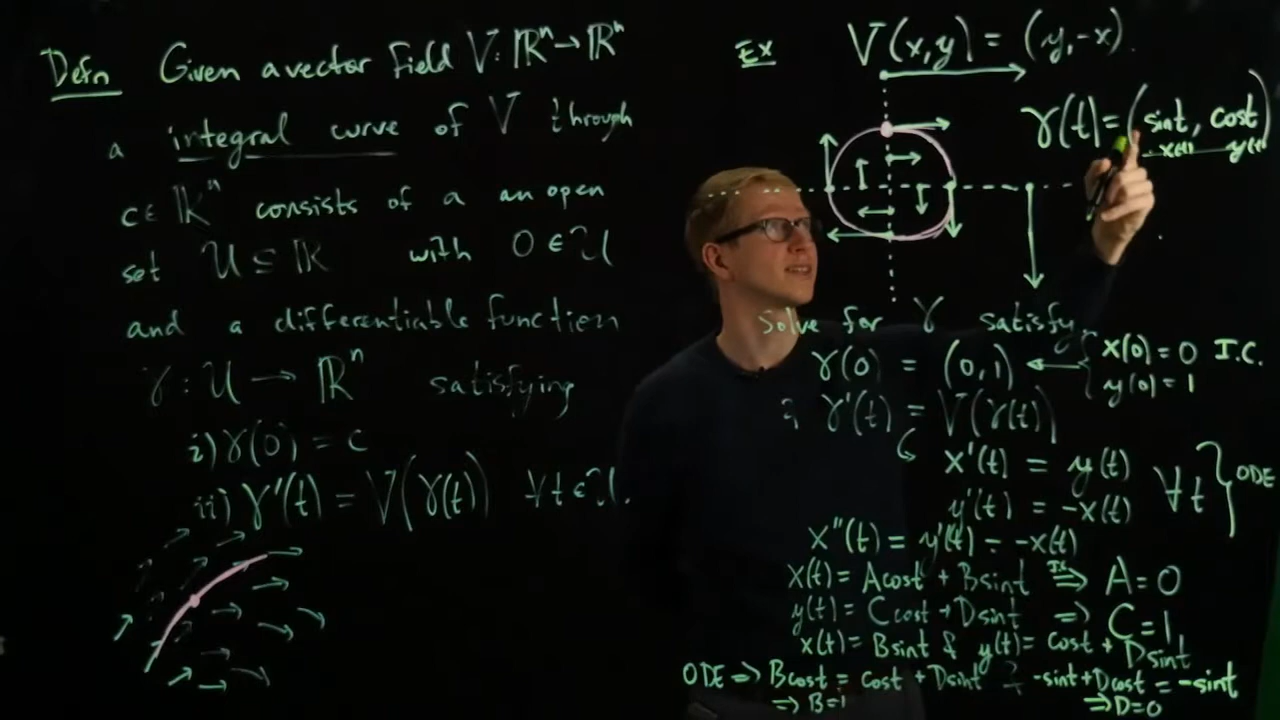 Defn Given a vector field V: ℝⁿ→ℝⁿ
a integral curve of V through
c∈ℝⁿ consists of a an open
set U⊆ℝ with 0∈U
and a differentiable function
γ: U → ℝⁿ satisfying
i) γ(0) = c
ii) γ'(t) = V(γ(t)) ∀t∈U.
Ex V(x,y) = (y,-x).
γ(t) = (sint, cost)
x(t) y(t)
Solve for γ satisfy
γ(0) = (0,1) ← { x(0) = 0 I.C.
y(0) = 1
& γ'(t) = V(γ(t))
x'(t) = y(t)
y'(t) = -x(t) ∀t } ODE
x''(t) = y'(t) = -x(t)
x(t) = Acost + Bsint I.C. ⇒ A = 0
y(t) = Ccost + Dsint ⇒ C = 1,
x(t) = Bsint & y(t) = cost + Dsint
ODE ⇒ Bcost = cost + Dsint & -sint + Dcost = -sint
⇒ B=1 ⇒ D=0